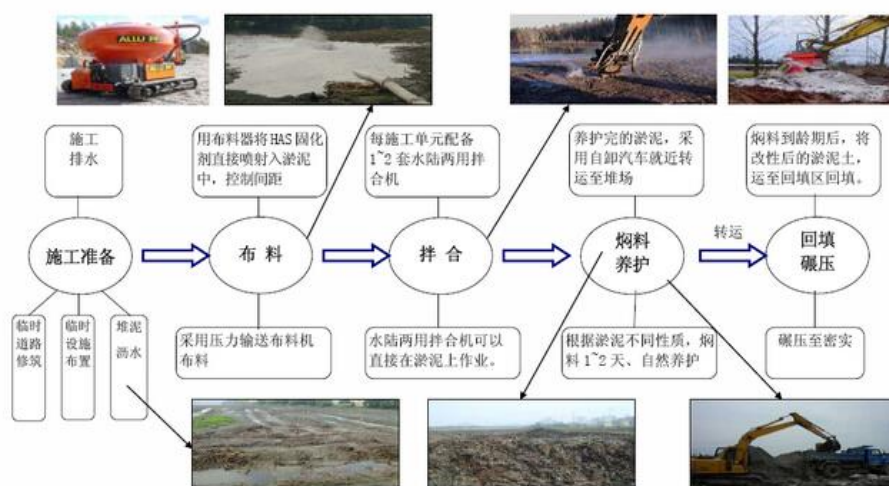 ALLU
施工
排水
用布料器将HAS固化
剂直接喷射入淤泥
中,控制间距
每施工单元配备
1~2套水陆两用拌
合机
养护完的淤泥,采
用自卸汽车就近转
运至堆场
焖料到龄期后,将
改性后的淤泥土,
运至回填区回填。
施工准备
布 料
拌 合
焖料
养护
转运
回填
碾压
临时
道路
修筑
临时
设施
布置
堆泥
沥水
采用压力输送布料机
布料
水陆两用拌合机可以
直接在淤泥上作业。
根据淤泥不同性质,焖
料1~2天、自然养护
碾压至密实